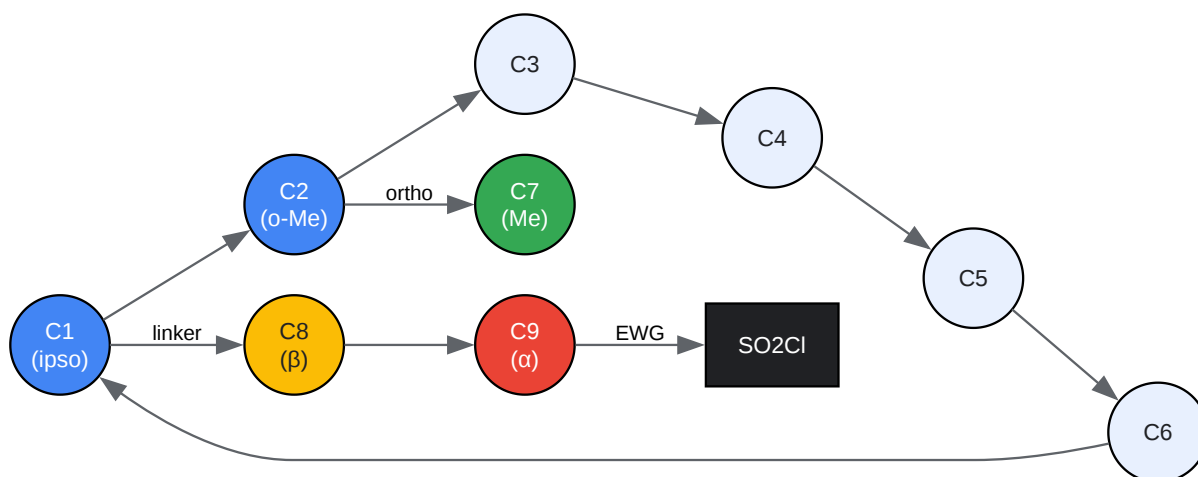 C3
C4
C2
(o-Me)
ortho
C7
(Me)
C5
C1
(ipso)
linker
C8
(β)
C9
(α)
EWG
SO2Cl
C6